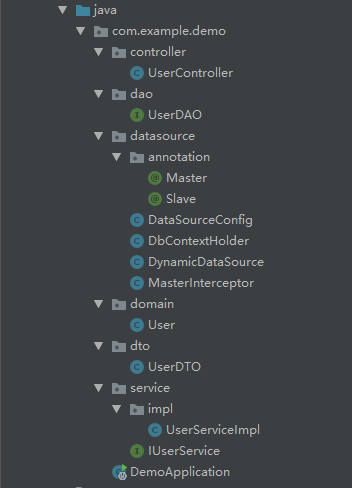 java
com.example.demo
controller
UserController
dao
UserDAO
datasource
annotation
Master
Slave
DataSourceConfig
DbContextHolder
DynamicDataSource
MasterInterceptor
domain
User
dto
UserDTO
service
impl
UserServiceImpl
IUserService
DemoApplication